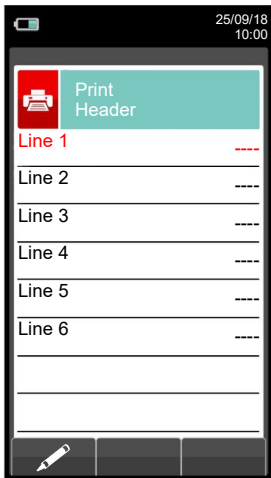 25/09/18
10:00
Print
Header
Line 1 ----
Line 2 ----
Line 3 ----
Line 4 ----
Line 5 ----
Line 6 ----